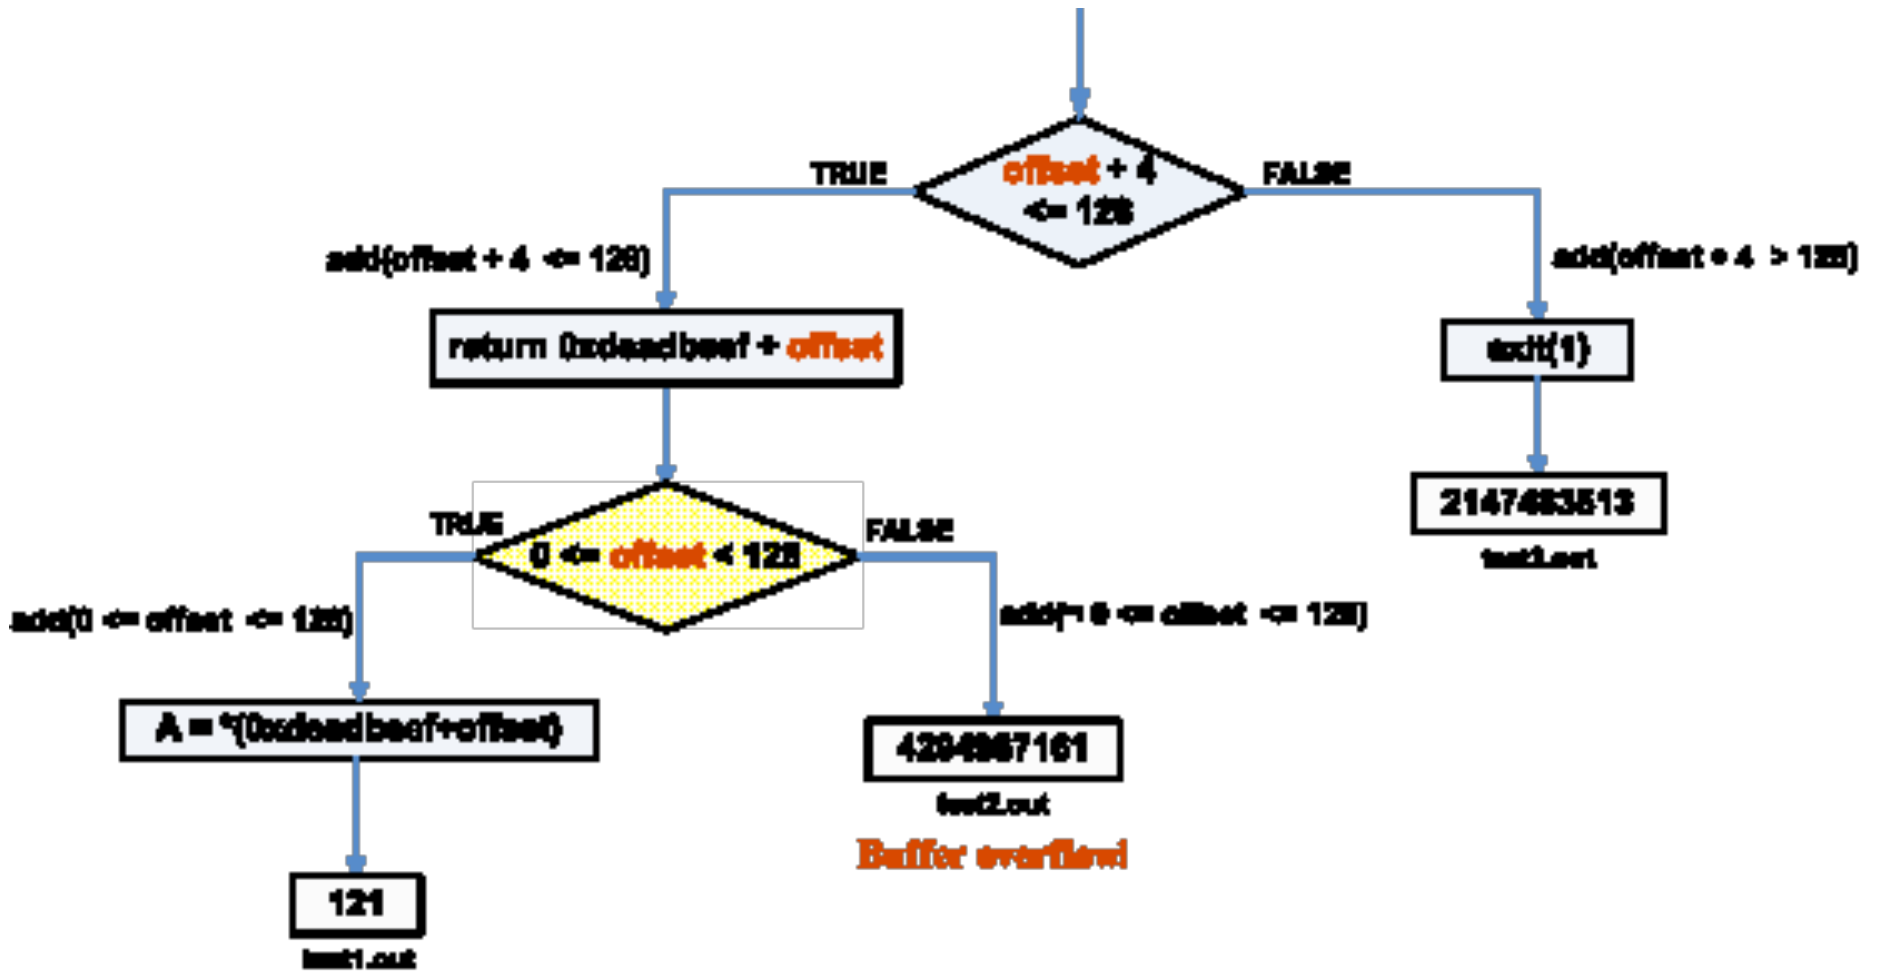 TRUE
offset + 4
<= 128
FALSE
add(offset + 4 <= 128)
add(offset + 4 > 128)
return 0xdeadbeef + offset
exit(1)
2147483513
test3.out
TRUE
0 <= offset < 128
FALSE
add(0 <= offset <= 128)
0 <= offset <= 128)
A = *(0xdeadbeef+offset)
4294967161
test2.out
Buffer overflow!
121
test1.out